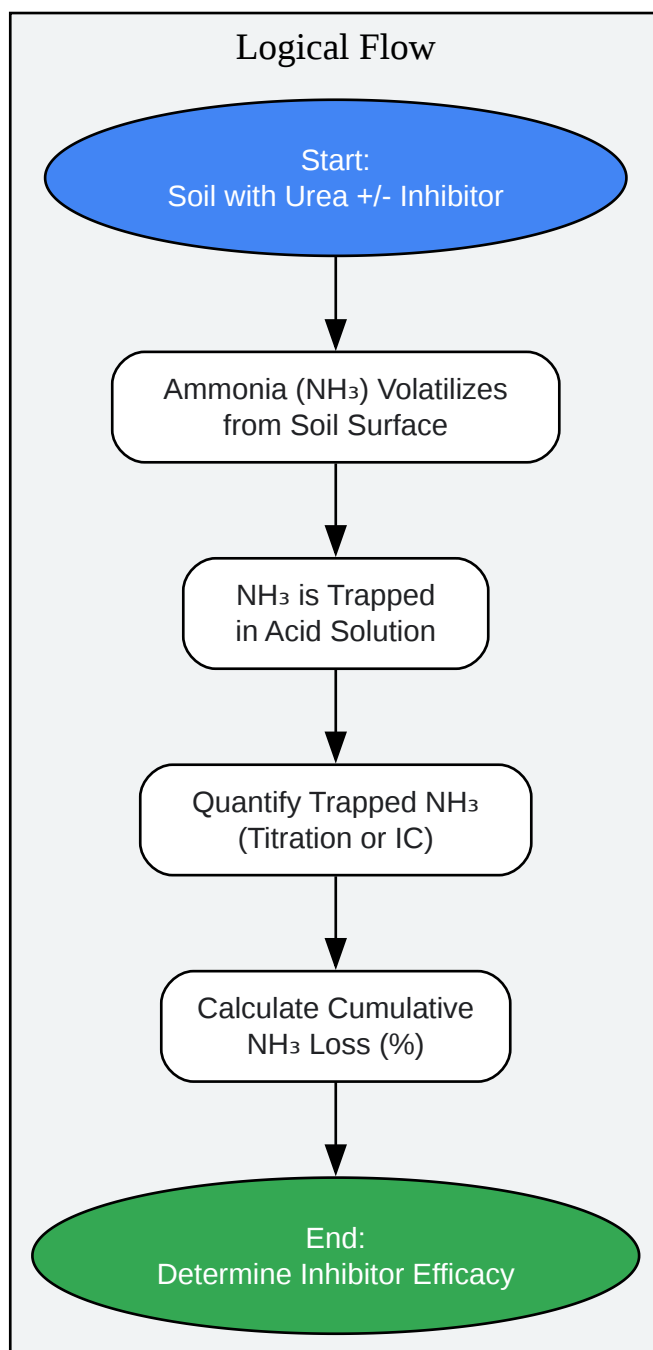 Logical Flow
Start:
Soil with Urea +/- Inhibitor
Ammonia (NH₃) Volatilizes
from Soil Surface
NH₃ is Trapped
in Acid Solution
Quantify Trapped NH₃
(Titration or IC)
Calculate Cumulative
NH₃ Loss (%)
End:
Determine Inhibitor Efficacy